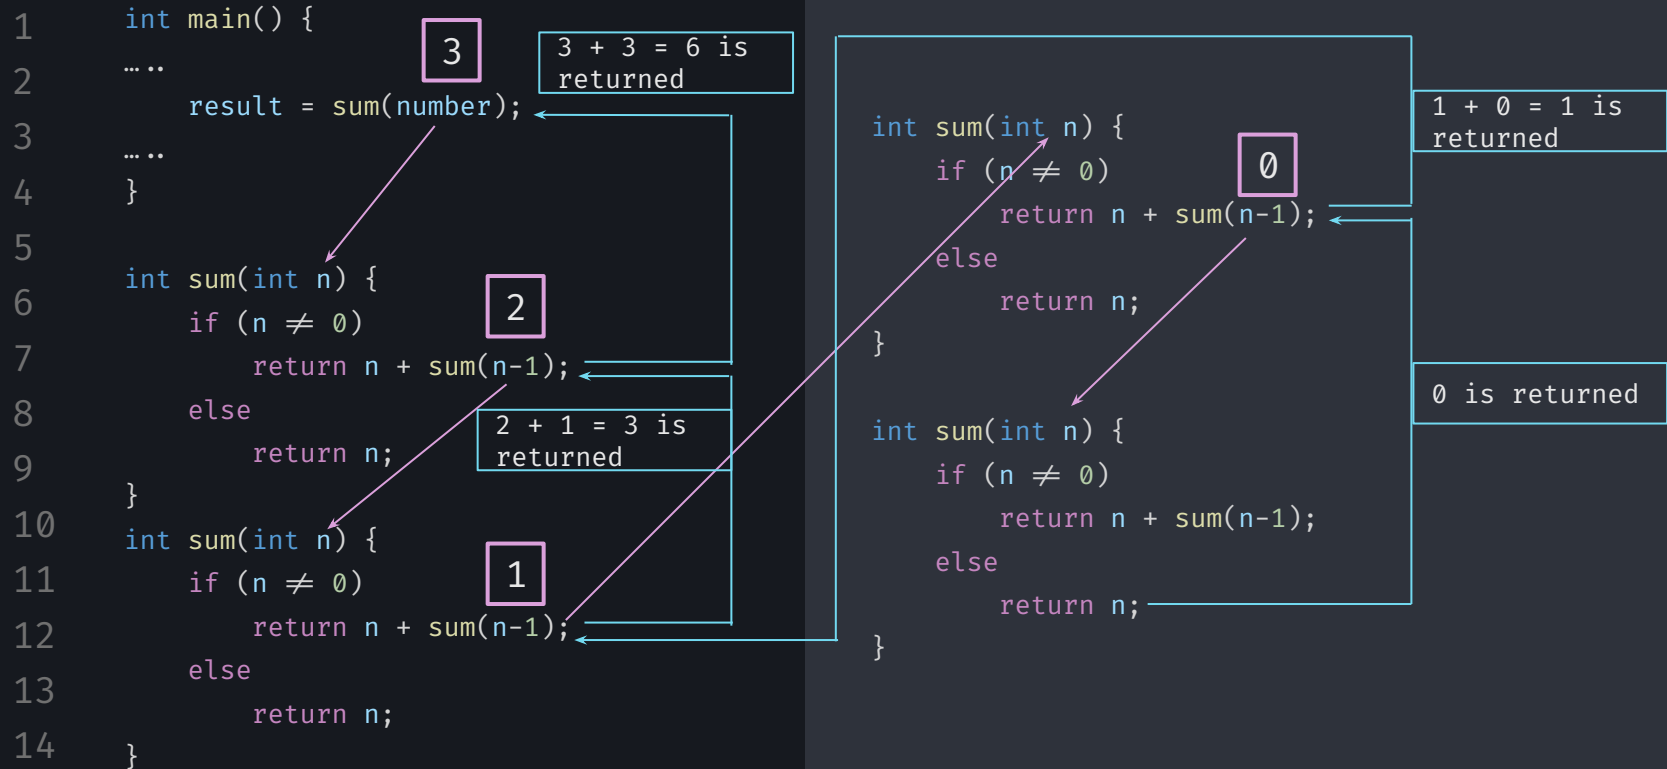 1
2
3
4
5
6
7
8
9
10
11
12
13
14
int main() {
…..
result = sum(number);
…..
}
3
3 + 3 = 6 is
returned
int sum(int n) {
if (n ≠ 0)
return n + sum(n-1);
else
return n;
}
2
2 + 1 = 3 is
returned
int sum(int n) {
if (n ≠ 0)
return n + sum(n-1);
else
return n;
}
1
int sum(int n) {
if (n ≠ 0)
return n + sum(n-1);
else
return n;
}
0
1 + 0 = 1 is
returned
int sum(int n) {
if (n ≠ 0)
return n + sum(n-1);
else
return n;
}
0 is returned